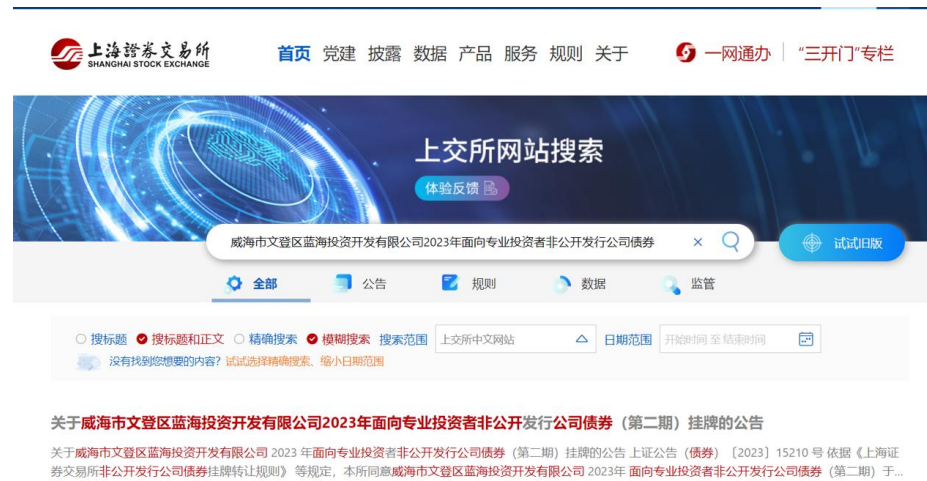 上海證券交易所
SHANGHAI STOCK EXCHANGE
首页 党建 披露 数据 产品 服务 规则 关于
一网通办 “三开门”专栏
上交所网站搜索
体验反馈
威海市文登区蓝海投资开发有限公司2023年面向专业投资者非公开发行公司债券 ×
试试旧版
全部 公告 规则 数据 监管
搜标题 搜标题和正文 精确搜索 模糊搜索 搜索范围 上交所中文网站 日期范围 开始时间 至 结束时间
没有找到您想要的内容？试试选择精确搜索、缩小日期范围
关于威海市文登区蓝海投资开发有限公司2023年面向专业投资者非公开发行公司债券（第二期）挂牌的公告
关于威海市文登区蓝海投资开发有限公司 2023 年面向专业投资者非公开发行公司债券（第二期）挂牌的公告 上证公告（债券）〔2023〕15210 号 依据《上海证
券交易所非公开发行公司债券挂牌转让规则》等规定，本所同意威海市文登区蓝海投资开发有限公司 2023年 面向专业投资者非公开发行公司债券（第二期）于...